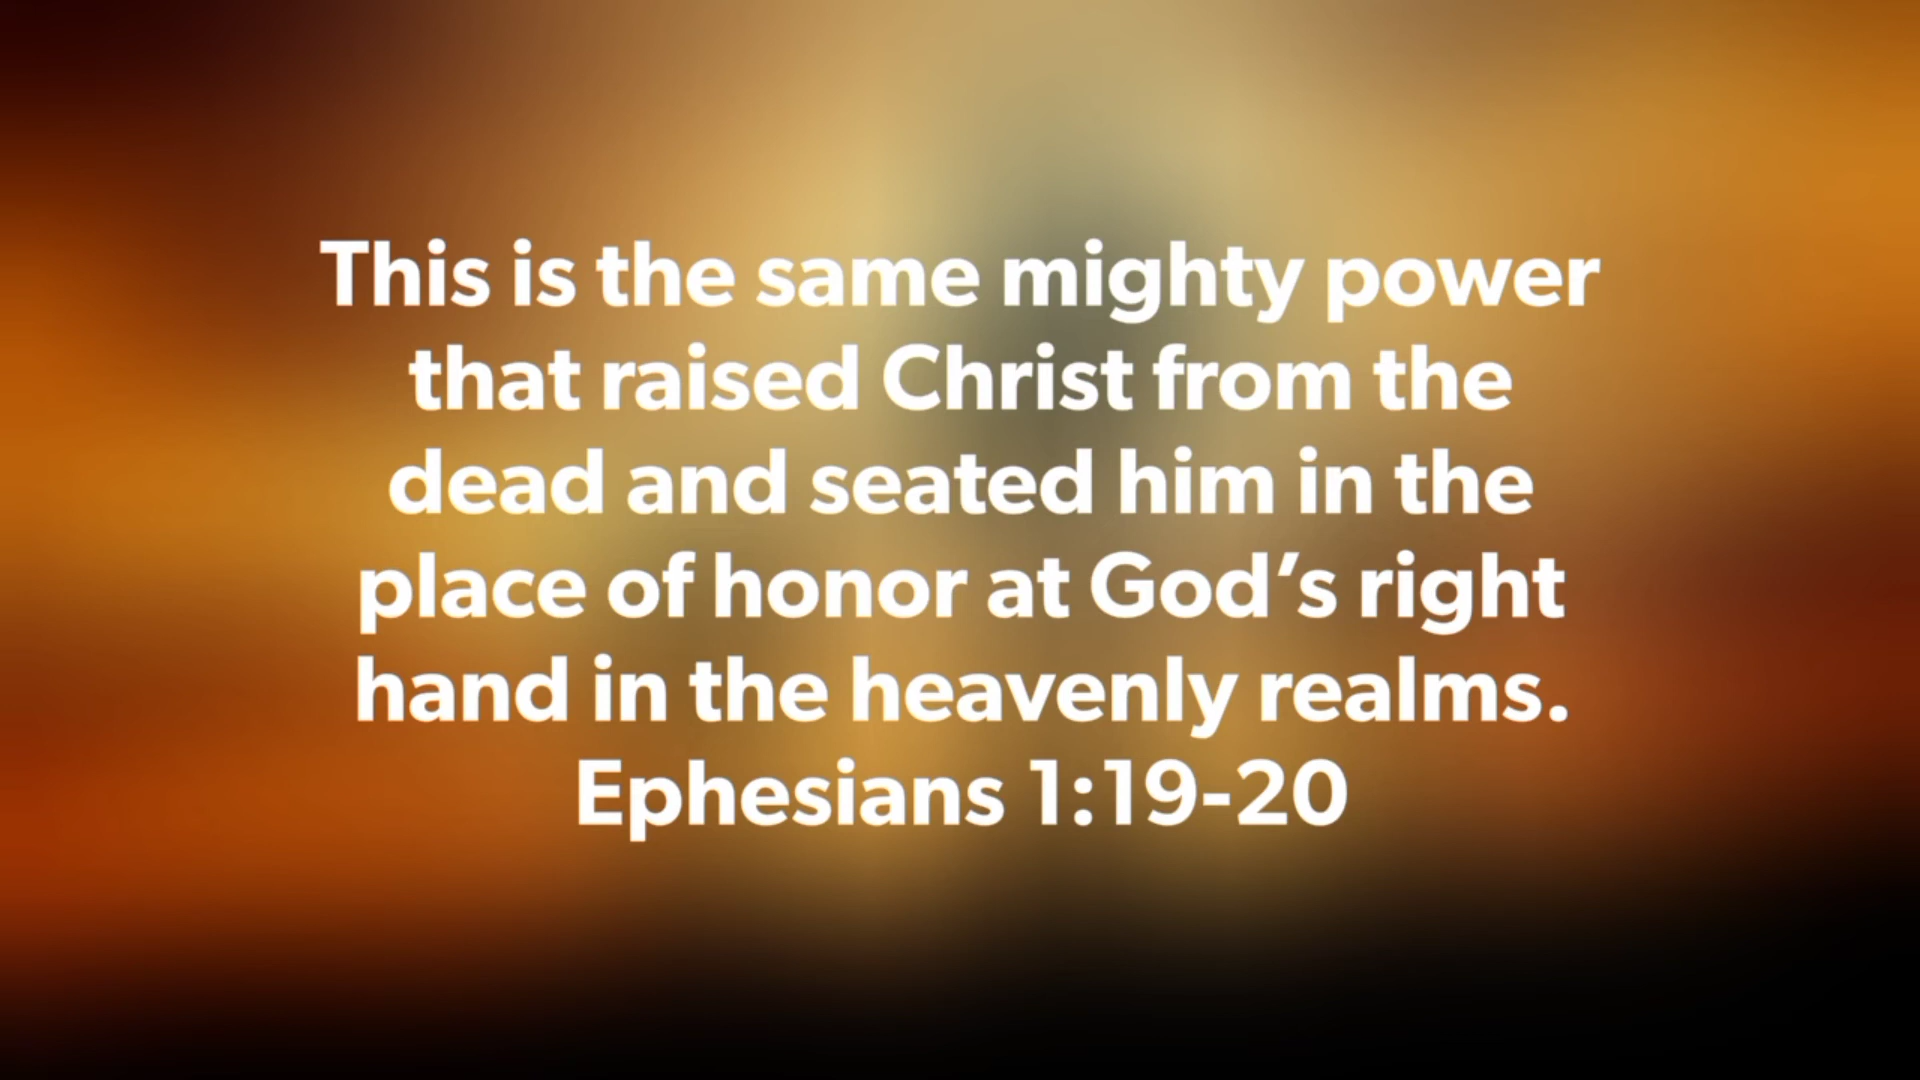 This is the same mighty power
that raised Christ from the
dead and seated him in the
place of honor at God’s right
hand in the heavenly realms.
Ephesians 1:19-20